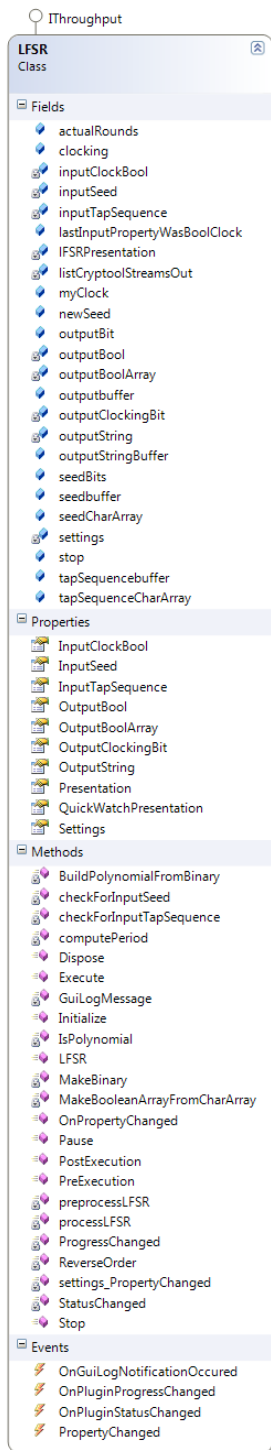 IThroughput
LFSR
Class
Fields
actualRounds
clocking
inputClockBool
inputSeed
inputTapSequence
lastInputPropertyWasBoolClock
lFSRPresentation
listCryptoolStreamsOut
myClock
newSeed
outputBit
outputBool
outputBoolArray
outputbuffer
outputClockingBit
outputString
outputStringBuffer
seedBits
seedbuffer
seedCharArray
settings
stop
tapSequencebuffer
tapSequenceCharArray
Properties
InputClockBool
InputSeed
InputTapSequence
OutputBool
OutputBoolArray
OutputClockingBit
OutputString
Presentation
QuickWatchPresentation
Settings
Methods
BuildPolynomialFromBinary
checkForInputSeed
checkForInputTapSequence
computePeriod
Dispose
Execute
GuiLogMessage
Initialize
IsPolynomial
LFSR
MakeBinary
MakeBooleanArrayFromCharArray
OnPropertyChanged
Pause
PostExecution
PreExecution
preprocessLFSR
processLFSR
ProgressChanged
ReverseOrder
settings_PropertyChanged
StatusChanged
Stop
Events
OnGuiLogNotificationOccured
OnPluginProgressChanged
OnPluginStatusChanged
PropertyChanged